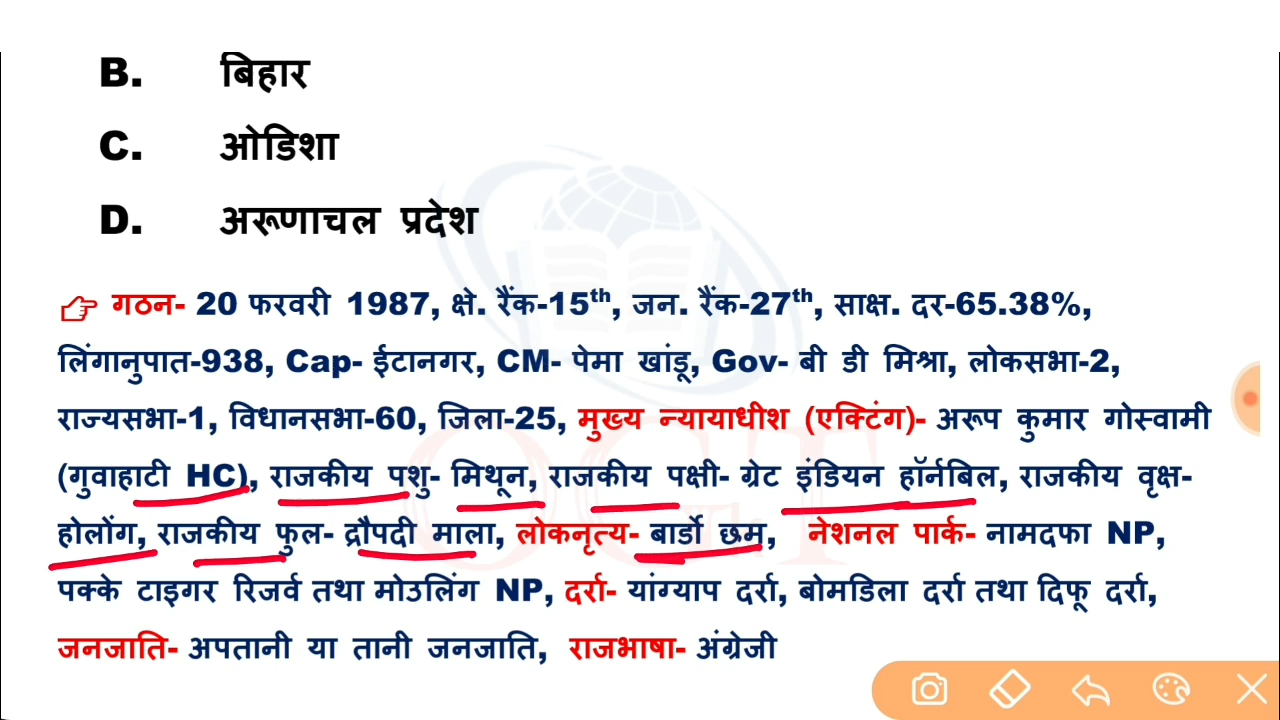 B. बिहार
C. ओडिशा
D. अरूणाचल प्रदेश
गठन- 20 फरवरी 1987, क्षे. रैंक-15th, जन. रैंक-27th, साक्ष. दर-65.38%,
लिंगानुपात-938, Cap- ईटानगर, CM- पेमा खांडू, Gov- बी डी मिश्रा, लोकसभा-2,
राज्यसभा-1, विधानसभा-60, जिला-25, मुख्य न्यायाधीश (एक्टिंग)- अरूप कुमार गोस्वामी
(गुवाहाटी HC), राजकीय पशु- मिथून, राजकीय पक्षी- ग्रेट इंडियन हॉर्नबिल, राजकीय वृक्ष-
होलोंग, राजकीय फुल- द्रौपदी माला, लोकनृत्य- बार्डो छम, नेशनल पार्क- नामदफा NP,
पक्के टाइगर रिजर्व तथा मोउलिंग NP, दर्रा- यांग्याप दर्रा, बोमडिला दर्रा तथा दिफू दर्रा,
जनजाति- अपतानी या तानी जनजाति, राजभाषा- अंग्रेजी